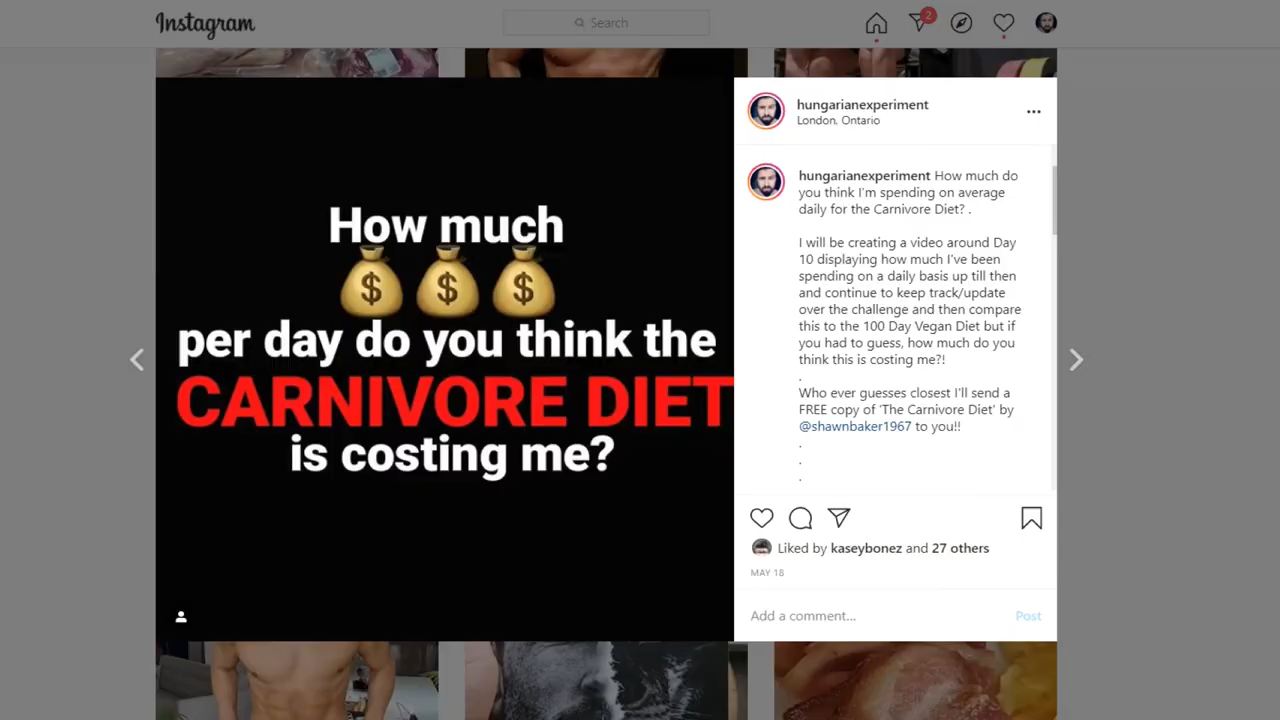 Instagram
Search
2
How much
per day do you think the
CARNIVORE DIET
is costing me?
hungarianexperiment
London, Ontario
hungarianexperiment How much do
you think I'm spending on average
daily for the Carnivore Diet? .
I will be creating a video around Day
10 displaying how much I've been
spending on a daily basis up till then
and continue to keep track/update
over the challenge and then compare
this to the 100 Day Vegan Diet but if
you had to guess, how much do you
think this is costing me?!
.
Who ever guesses closest I'll send a
FREE copy of 'The Carnivore Diet' by
@shawnbaker1967 to you!!
.
.
.
Liked by kaseybonez and 27 others
MAY 18
Add a comment...
Post